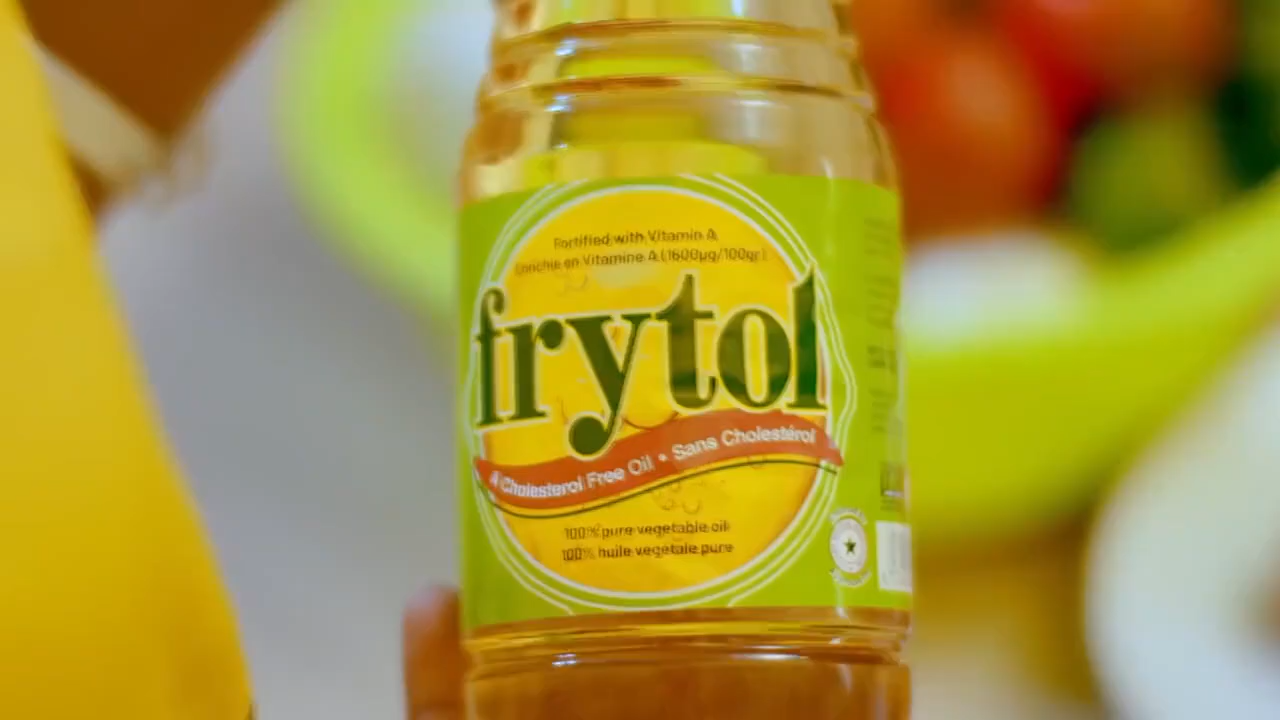 Fortified with Vitamin A
Enrichie en Vitamine A (1600µg/100gr)
frytol
A Cholesterol Free Oil • Sans Cholestérol
100% pure vegetable oil
100% huile vegetale pure